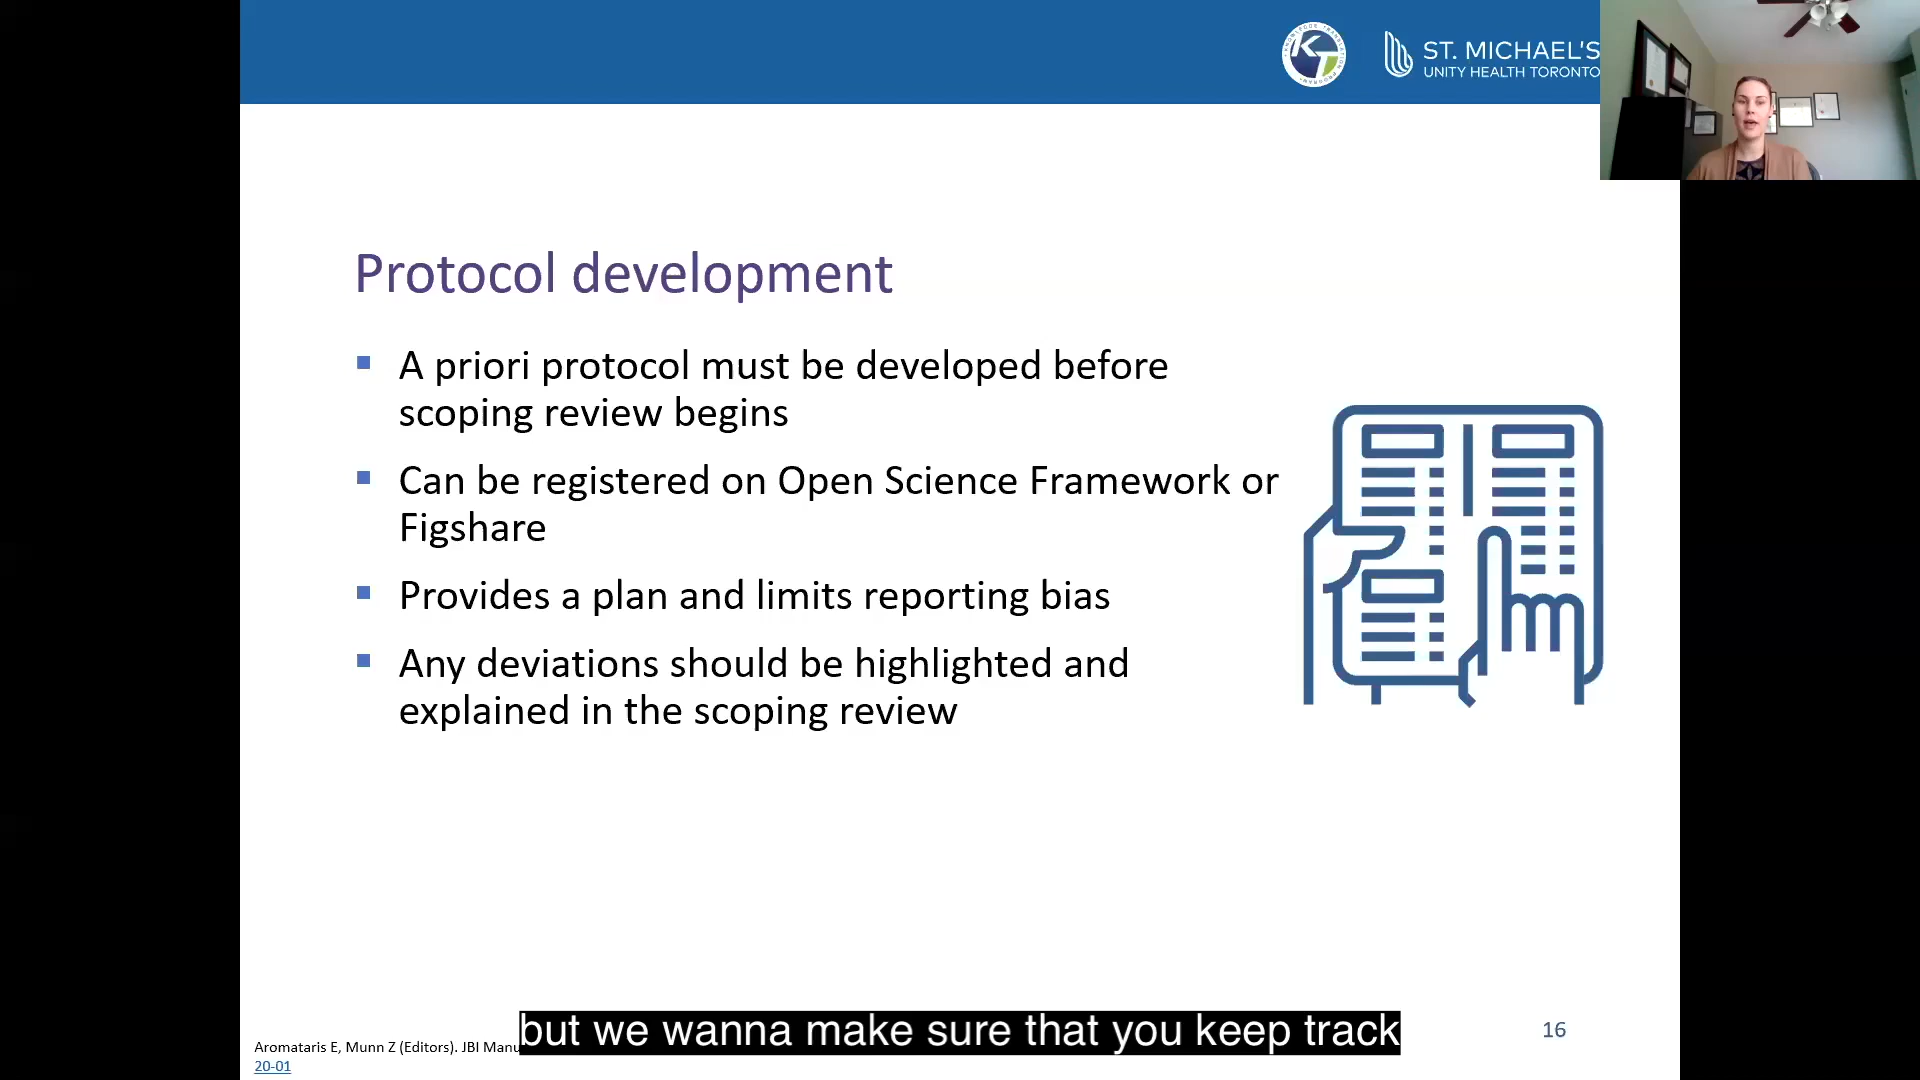 ST. MICHAEL'S
UNITY HEALTH TORONTO
Protocol development
A priori protocol must be developed before
scoping review begins
Can be registered on Open Science Framework or
Figshare
Provides a plan and limits reporting bias
Any deviations should be highlighted and
explained in the scoping review
but we wanna make sure that you keep track
16
Aromataris E, Munn Z (Editors). JBI Manu
20-01